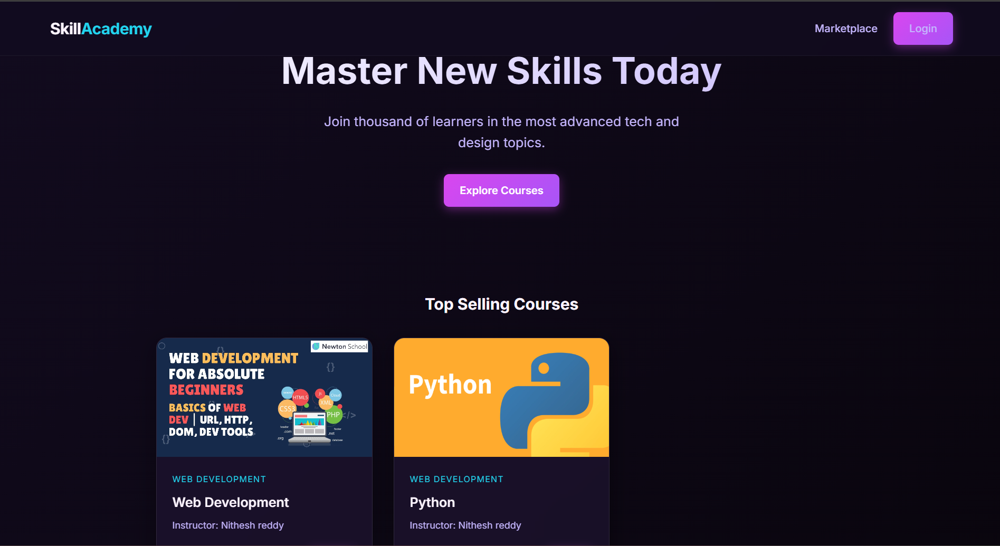 SkillAcademy
Marketplace
Login
Master New Skills Today
Join thousand of learners in the most advanced tech and
design topics.
Explore Courses
Top Selling Courses
Newton School
{}
WEB DEVELOPMENT
{}
FOR ABSOLUTE
BEGINNERS
BASICS OF WEB
DEV | URL, HTTP,
DOM, DEV TOOLS
{}
www
HTML5
js
Cloud
CSS3
XML
PHP
</>
header
.com
.org
footer
.net
database
Python
WEB DEVELOPMENT
Web Development
Instructor: Nithesh reddy
WEB DEVELOPMENT
Python
Instructor: Nithesh reddy